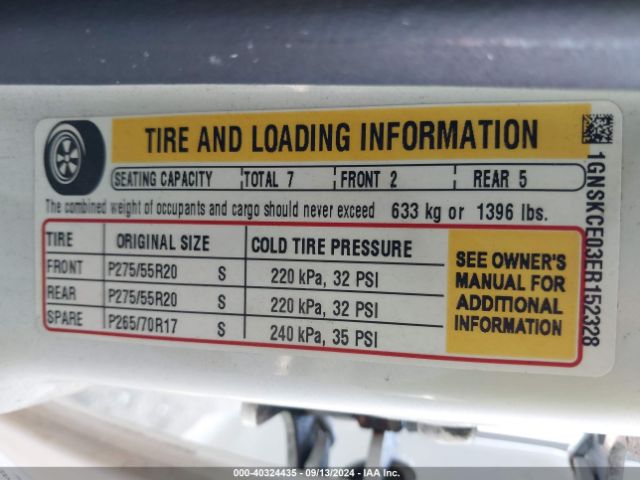 TIRE AND LOADING INFORMATION
SEATING CAPACITY TOTAL 7 FRONT 2 REAR 5
The combined weight of occupants and cargo should never exceed 633 kg or 1396 lbs.
TIRE ORIGINAL SIZE COLD TIRE PRESSURE
FRONT P275/55R20 S 220 kPa, 32 PSI
REAR P275/55R20 S 220 kPa, 32 PSI
SPARE P265/70R17 S 240 kPa, 35 PSI
SEE OWNER'S
MANUAL FOR
ADDITIONAL
INFORMATION
1GNSKCE03ER152328
000-40324435 - 09/13/2024 - IAA Inc.